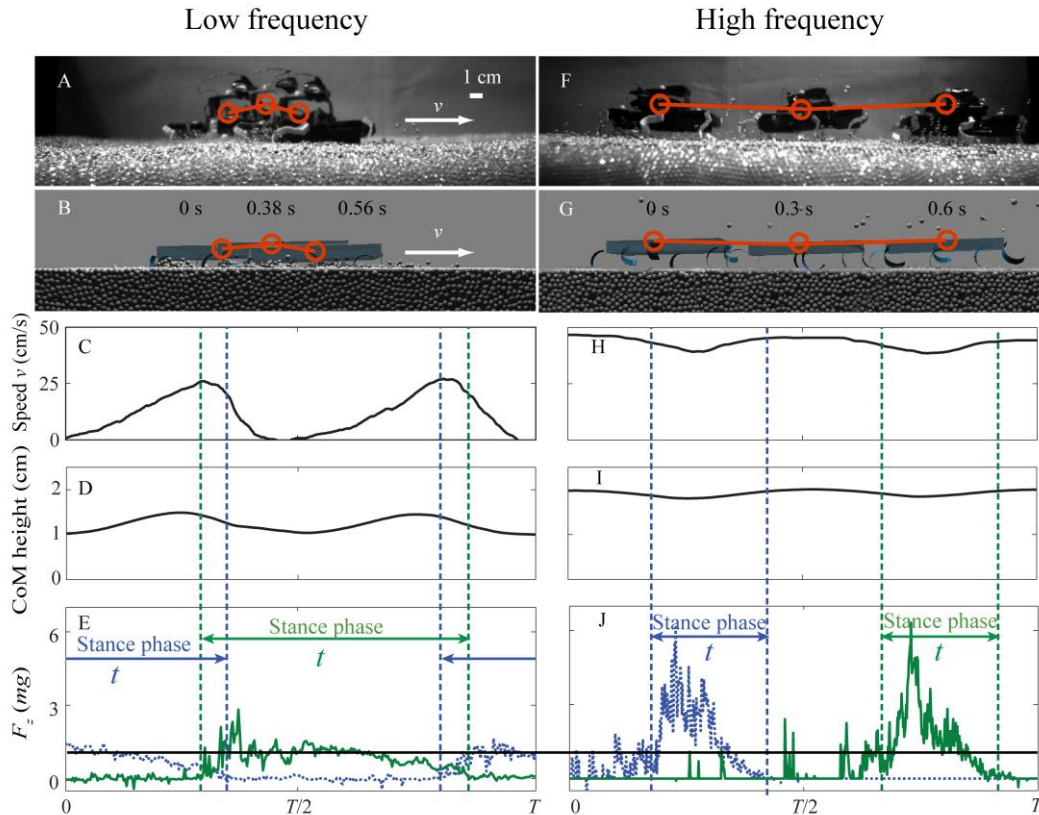 Low frequency
High frequency
A
1 cm
v
F
B
0 s
0.38 s
0.56 s
v
G
0 s
0.3 s
0.6 s
Speed v (cm/s)
50
25
0
C
H
CoM height (cm)
2
1
0
D
I
F_z (mg)
6
3
0
E
Stance phase
t
Stance phase
t
J
Stance phase
t
Stance phase
t
0
T/2
T
T/2
T